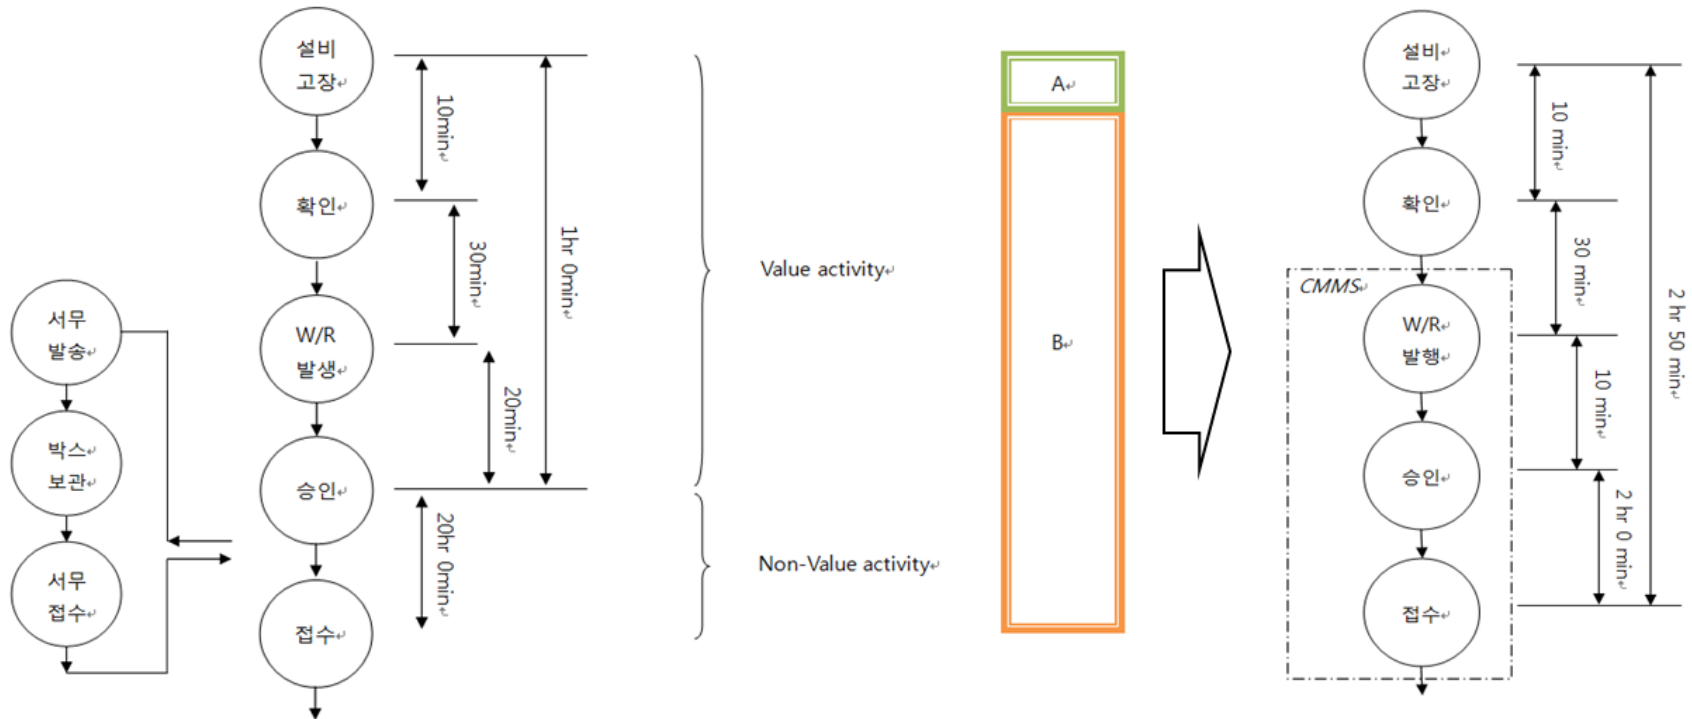 설비
고장
10min
확인
30min
1hr 0min
W/R
발생
20min
승인
20hr 0min
접수
서무
발송
박스
보관
서무
접수
Value activity
Non-Value activity
A
B
설비
고장
10 min
확인
30 min
CMMS
W/R
발행
10 min
2 hr 50 min
승인
2 hr 0 min
접수